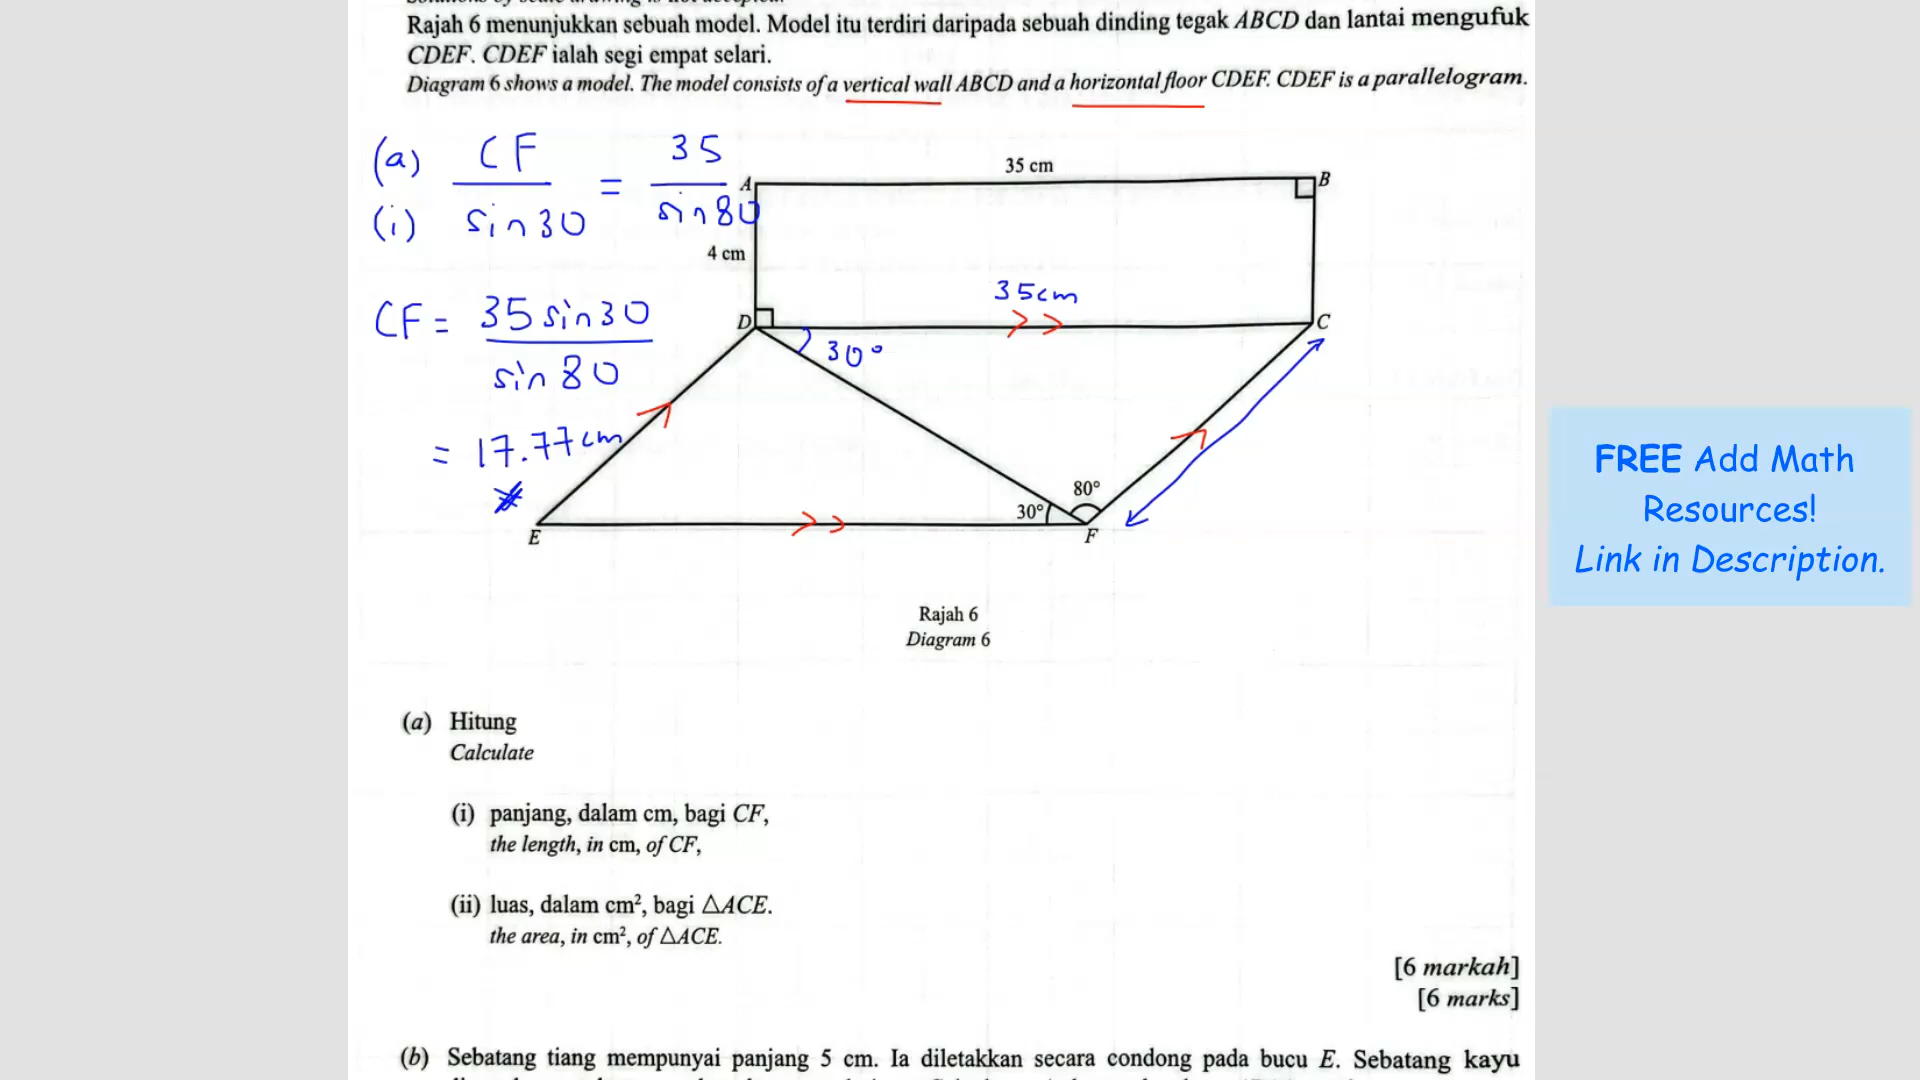 Rajah 6 menunjukkan sebuah model. Model itu terdiri daripada sebuah dinding tegak ABCD dan lantai mengufuk
CDEF. CDEF ialah segi empat selari.
Diagram 6 shows a model. The model consists of a vertical wall ABCD and a horizontal floor CDEF. CDEF is a parallelogram.
(a) CF / sin30 = 35 / sin80
(i)
CF = 35 sin30 / sin 80
= 17.77cm
35 cm
A
B
4 cm
35cm
D
C
30°
80°
30°
E
F
Rajah 6
Diagram 6
FREE Add Math
Resources!
Link in Description.
(a) Hitung
Calculate
(i) panjang, dalam cm, bagi CF,
the length, in cm, of CF,
(ii) luas, dalam cm², bagi △ACE.
the area, in cm², of △ACE.
[6 markah]
[6 marks]
(b) Sebatang tiang mempunyai panjang 5 cm. Ia diletakkan secara condong pada bucu E. Sebatang kayu